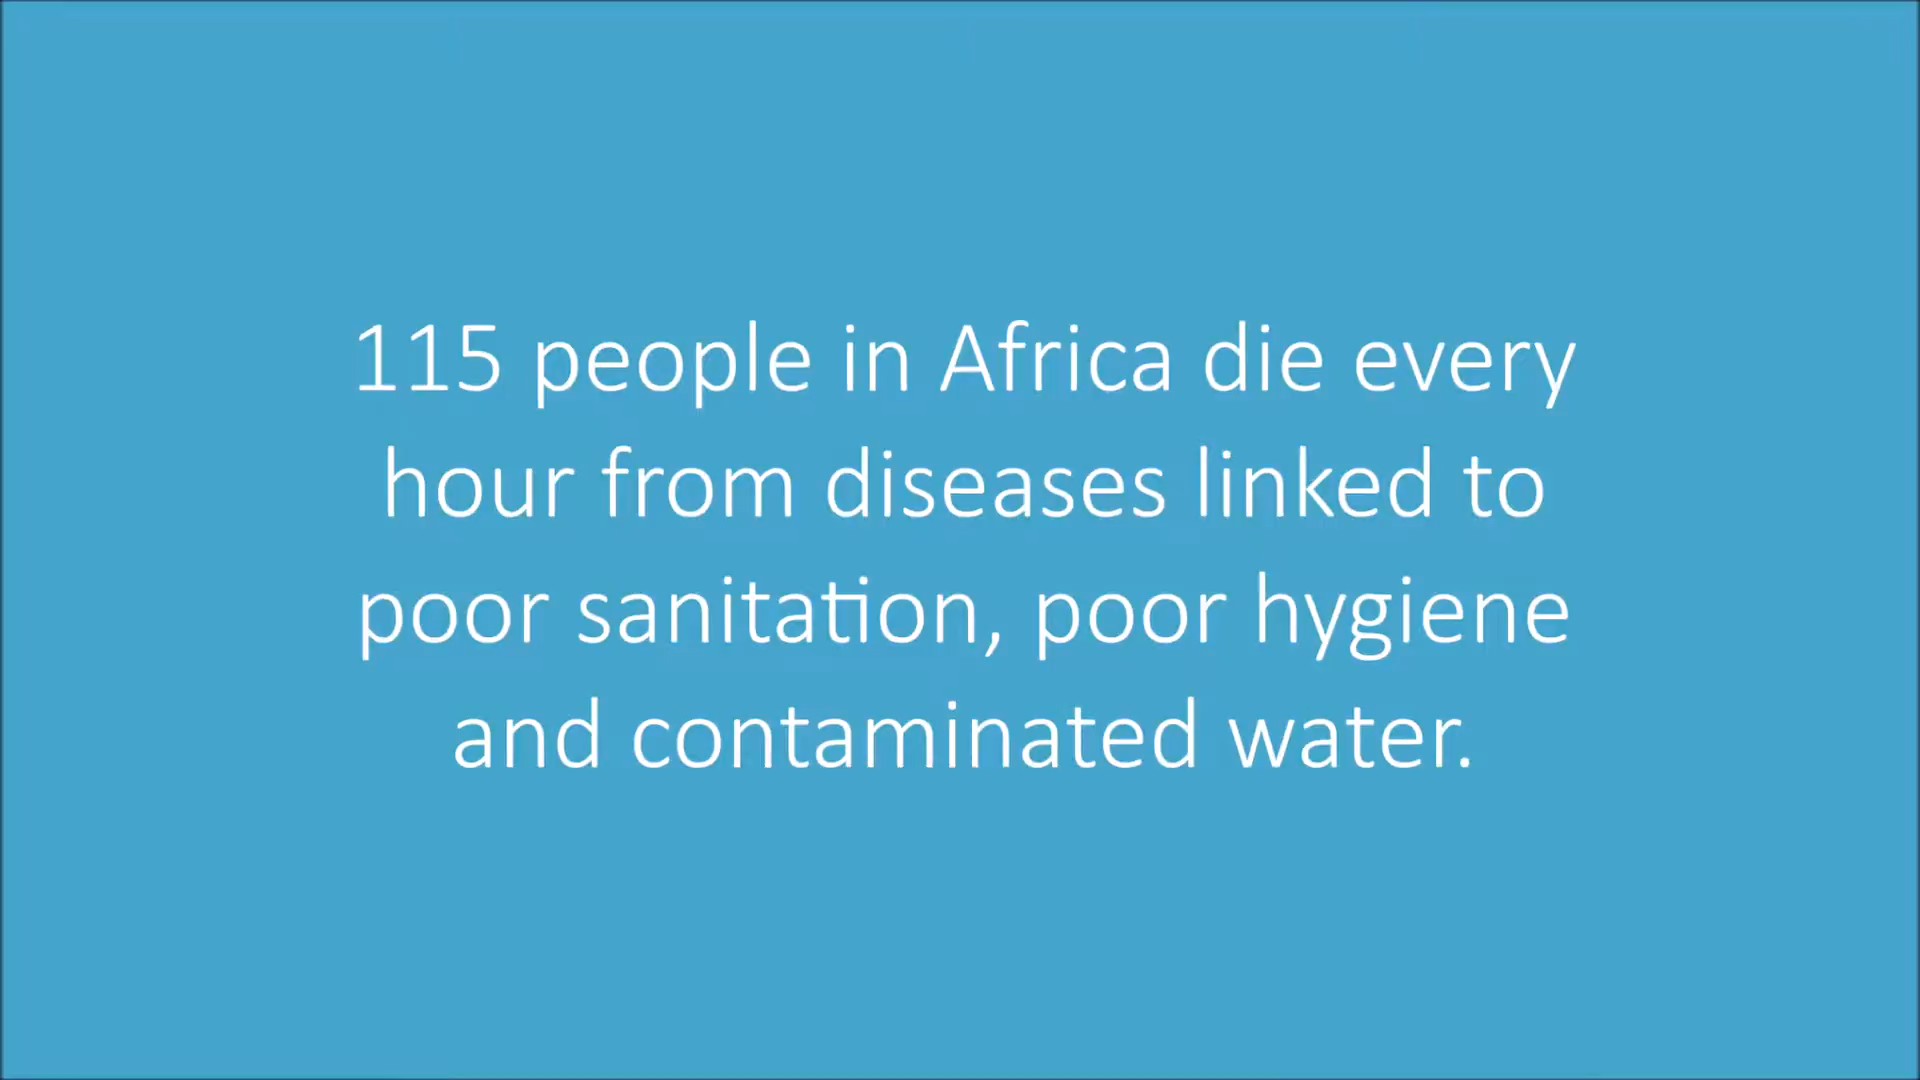 115 people in Africa die every
hour from diseases linked to
poor sanitation, poor hygiene
and contaminated water.